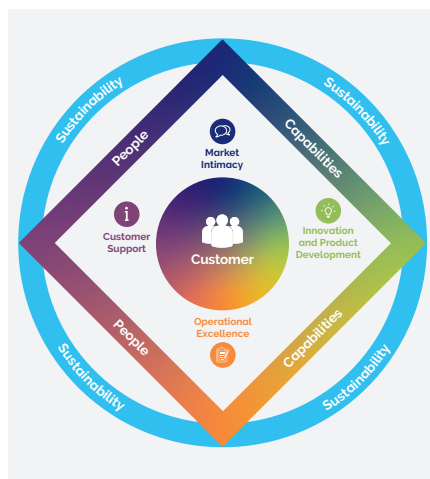 Sustainability
Sustainability
People
Capabilities
Market
Intimacy
Customer
Support
Innovation
and Product
Development
Customer
Operational
Excellence
People
Capabilities
Sustainability
Sustainability